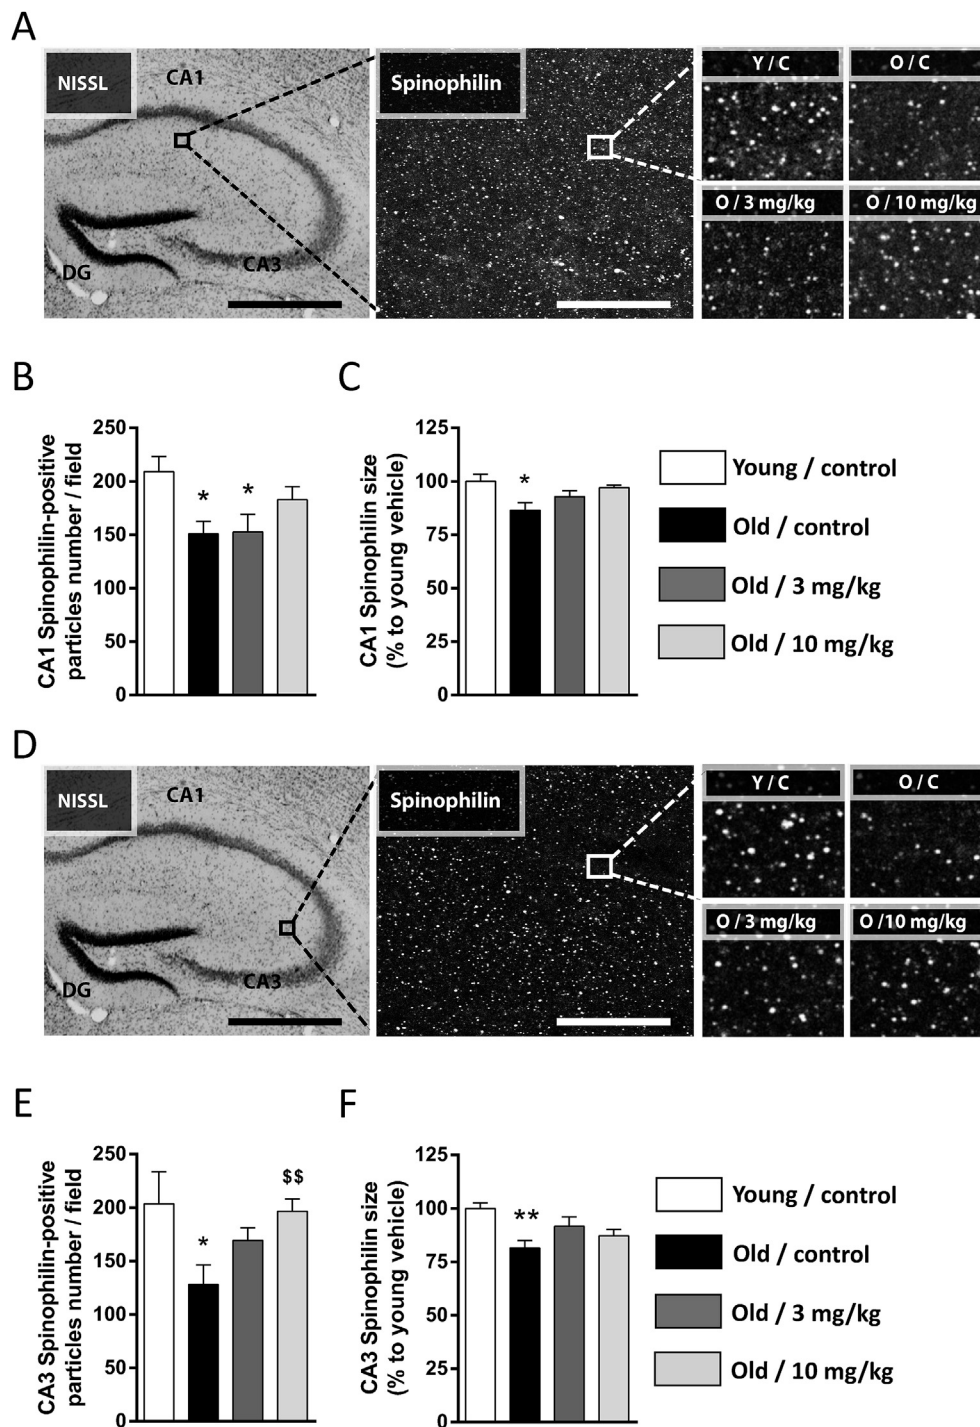 A
NISSL
CA1
CA3
DG
Spinophilin
Y / C
O / C
O / 3 mg/kg
O / 10 mg/kg
B
CA1 Spinophilin-positive
particles number / field
250
200
150
100
50
0
*
*
C
CA1 Spinophilin size
(% to young vehicle)
125
100
75
50
25
0
*
Young / control
Old / control
Old / 3 mg/kg
Old / 10 mg/kg
D
NISSL
CA1
CA3
DG
Spinophilin
Y / C
O / C
O / 3 mg/kg
O /10 mg/kg
E
CA3 Spinophilin-positive
particles number / field
250
200
150
100
50
0
*
$$
F
CA3 Spinophilin size
(% to young vehicle)
125
100
75
50
25
0
**
Young / control
Old / control
Old / 3 mg/kg
Old / 10 mg/kg